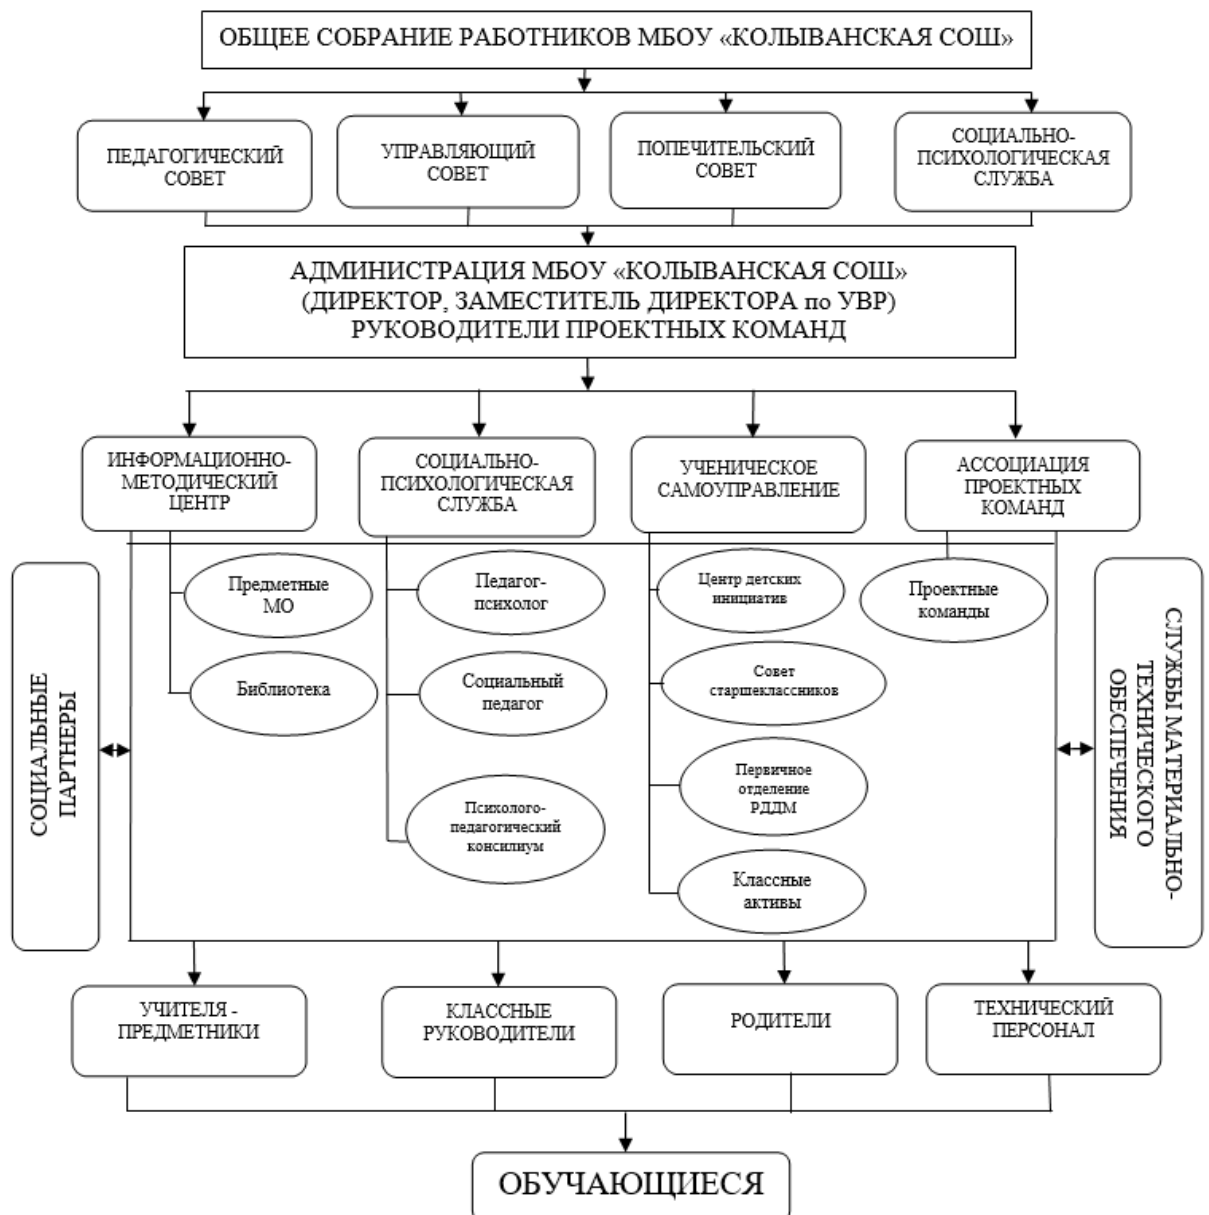 ОБЩЕЕ СОБРАНИЕ РАБОТНИКОВ МБОУ «КОЛЫВАНСКАЯ СОШ»
ПЕДАГОГИЧЕСКИЙ
СОВЕТ
УПРАВЛЯЮЩИЙ
СОВЕТ
ПОПЕЧИТЕЛЬСКИЙ
СОВЕТ
СОЦИАЛЬНО-
ПСИХОЛОГИЧЕСКАЯ
СЛУЖБА
АДМИНИСТРАЦИЯ МБОУ «КОЛЫВАНСКАЯ СОШ»
(ДИРЕКТОР, ЗАМЕСТИТЕЛЬ ДИРЕКТОРА по УВР)
РУКОВОДИТЕЛИ ПРОЕКТНЫХ КОМАНД
ИНФОРМАЦИОННО-
МЕТОДИЧЕСКИЙ
ЦЕНТР
СОЦИАЛЬНО-
ПСИХОЛОГИЧЕСКАЯ
СЛУЖБА
УЧЕНИЧЕСКОЕ
САМОУПРАВЛЕНИЕ
АССОЦИАЦИЯ
ПРОЕКТНЫХ
КОМАНД
СОЦИАЛЬНЫЕ
ПАРТНЕРЫ
Предметные
МО
Библиотека
Педагог-
психолог
Социальный
педагог
Психолого-
педагогический
консилиум
Центр детских
инициатив
Совет
старшеклассников
Первичное
отделение
РДДМ
Классные
активы
Проектные
команды
СЛУЖБЫ МАТЕРИАЛЬНО-
ТЕХНИЧЕСКОГО
ОБЕСПЕЧЕНИЯ
УЧИТЕЛЯ -
ПРЕДМЕТНИКИ
КЛАССНЫЕ
РУКОВОДИТЕЛИ
РОДИТЕЛИ
ТЕХНИЧЕСКИЙ
ПЕРСОНАЛ
ОБУЧАЮЩИЕСЯ